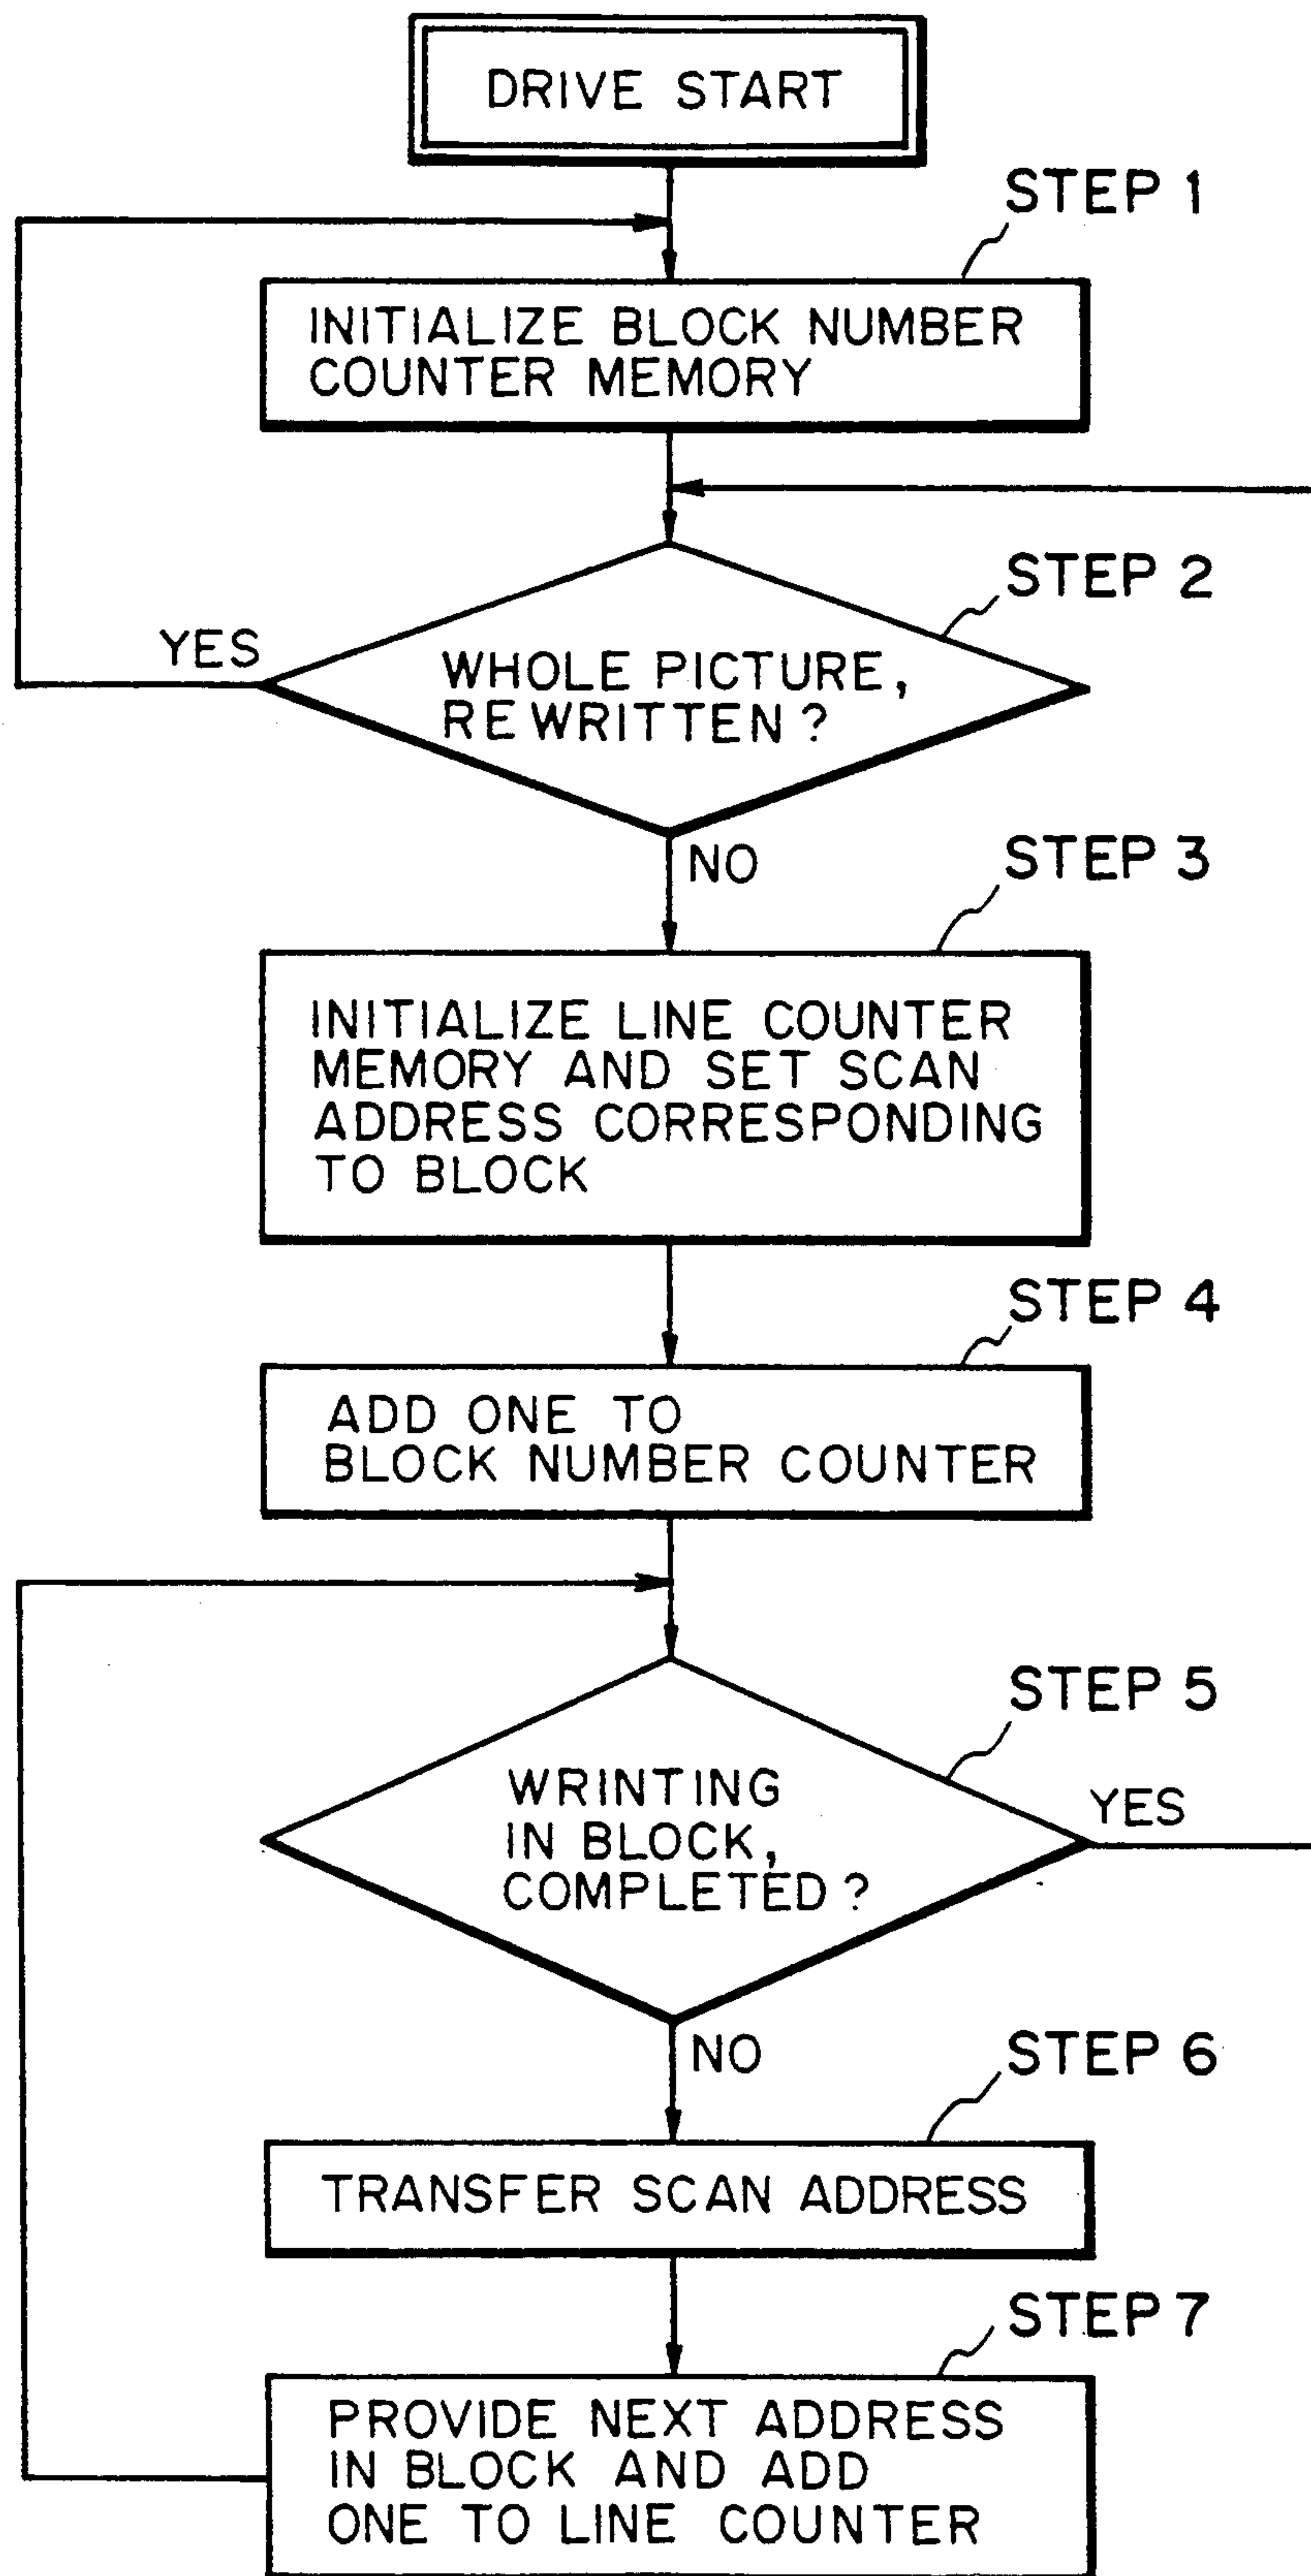 DRIVE START
STEP 1
INITIALIZE BLOCK NUMBER
COUNTER MEMORY
STEP 2
YES
WHOLE PICTURE,
REWRITTEN?
NO
STEP 3
INITIALIZE LINE COUNTER
MEMORY AND SET SCAN
ADDRESS CORRESPONDING
TO BLOCK
STEP 4
ADD ONE TO
BLOCK NUMBER COUNTER
STEP 5
WRINTING
IN BLOCK,
COMPLETED?
YES
NO
STEP 6
TRANSFER SCAN ADDRESS
STEP 7
PROVIDE NEXT ADDRESS
IN BLOCK AND ADD
ONE TO LINE COUNTER